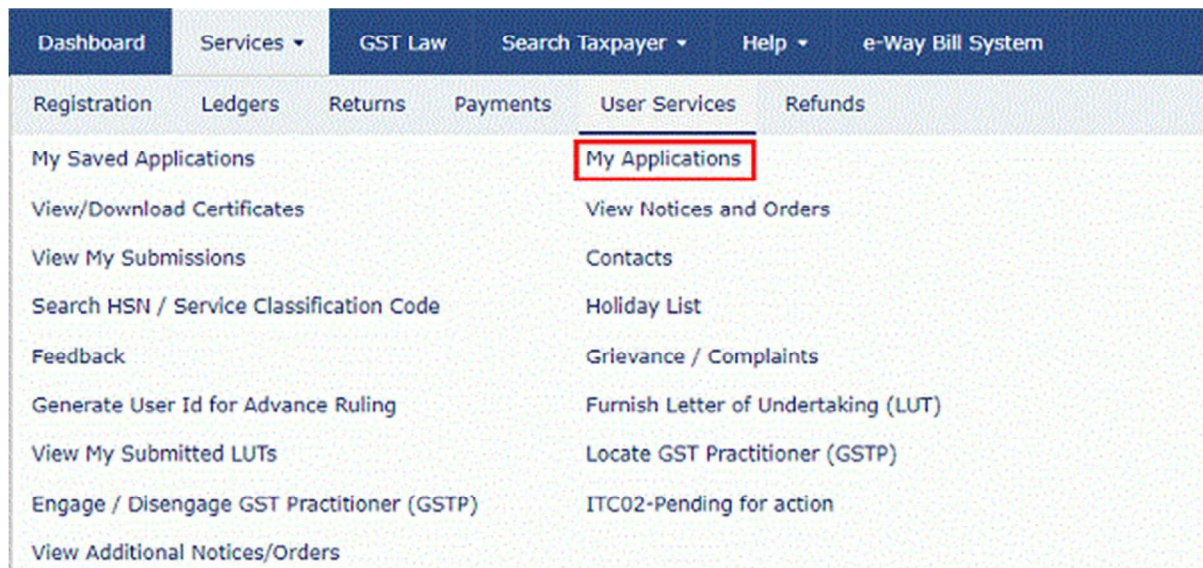 Dashboard Services GST Law Search Taxpayer Help e-Way Bill System
Registration Ledgers Returns Payments User Services Refunds
My Saved Applications My Applications
View/Download Certificates View Notices and Orders
View My Submissions Contacts
Search HSN / Service Classification Code Holiday List
Feedback Grievance / Complaints
Generate User Id for Advance Ruling Furnish Letter of Undertaking (LUT)
View My Submitted LUTs Locate GST Practitioner (GSTP)
Engage / Disengage GST Practitioner (GSTP) ITC02-Pending for action
View Additional Notices/Orders